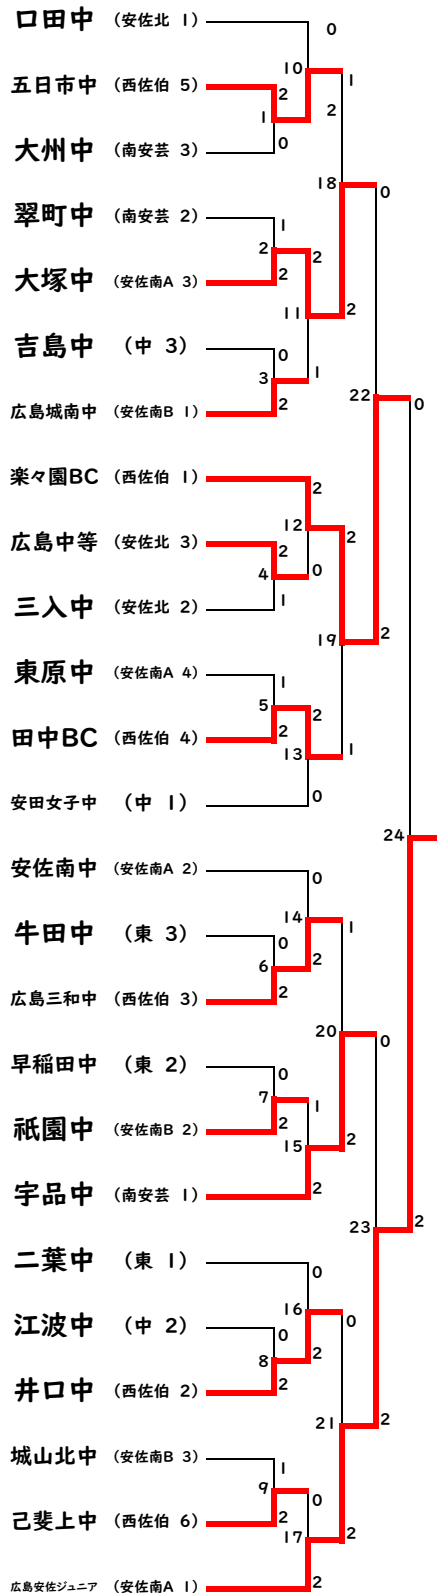 口田中 (安佐北 1)
0
10
1
五日市中 (西佐伯 5)
2
2
1
0
大州中 (南安芸 3)
18
0
翠町中 (南安芸 2)
1
2
2
大塚中 (安佐南A 3)
2
11
2
吉島中 (中 3)
0
3
1
広島城南中 (安佐南B 1)
2
22
0
楽々園BC (西佐伯 1)
2
12
2
広島中等 (安佐北 3)
2
4
0
三入中 (安佐北 2)
1
19
2
東原中 (安佐南A 4)
1
5
2
田中BC (西佐伯 4)
2
13
1
安田女子中 (中 1)
0
24
安佐南中 (安佐南A 2)
0
14
1
牛田中 (東 3)
0
6
2
広島三和中 (西佐伯 3)
2
20
0
早稲田中 (東 2)
0
7
1
祇園中 (安佐南B 2)
2
15
2
宇品中 (南安芸 1)
2
23
2
二葉中 (東 1)
0
16
0
江波中 (中 2)
0
8
2
井口中 (西佐伯 2)
2
21
2
城山北中 (安佐南B 3)
1
9
0
己斐上中 (西佐伯 6)
2
17
2
広島安佐ジュニア (安佐南A 1)
2